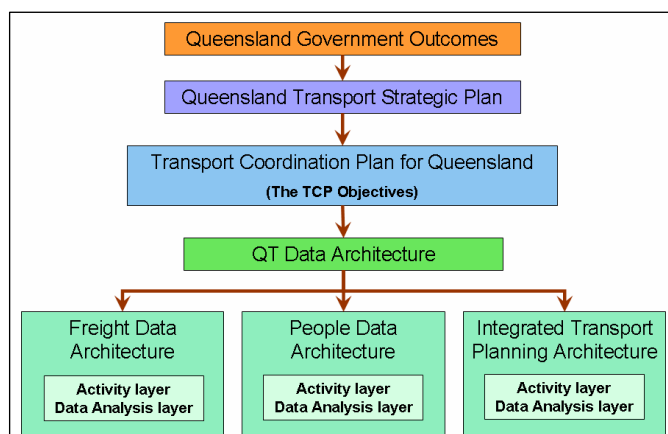 Queensland Government Outcomes
Queensland Transport Strategic Plan
Transport Coordination Plan for Queensland
(The TCP Objectives)
QT Data Architecture
Freight Data
Architecture
Activity layer
Data Analysis layer
People Data
Architecture
Activity layer
Data Analysis layer
Integrated Transport
Planning Architecture
Activity layer
Data Analysis layer